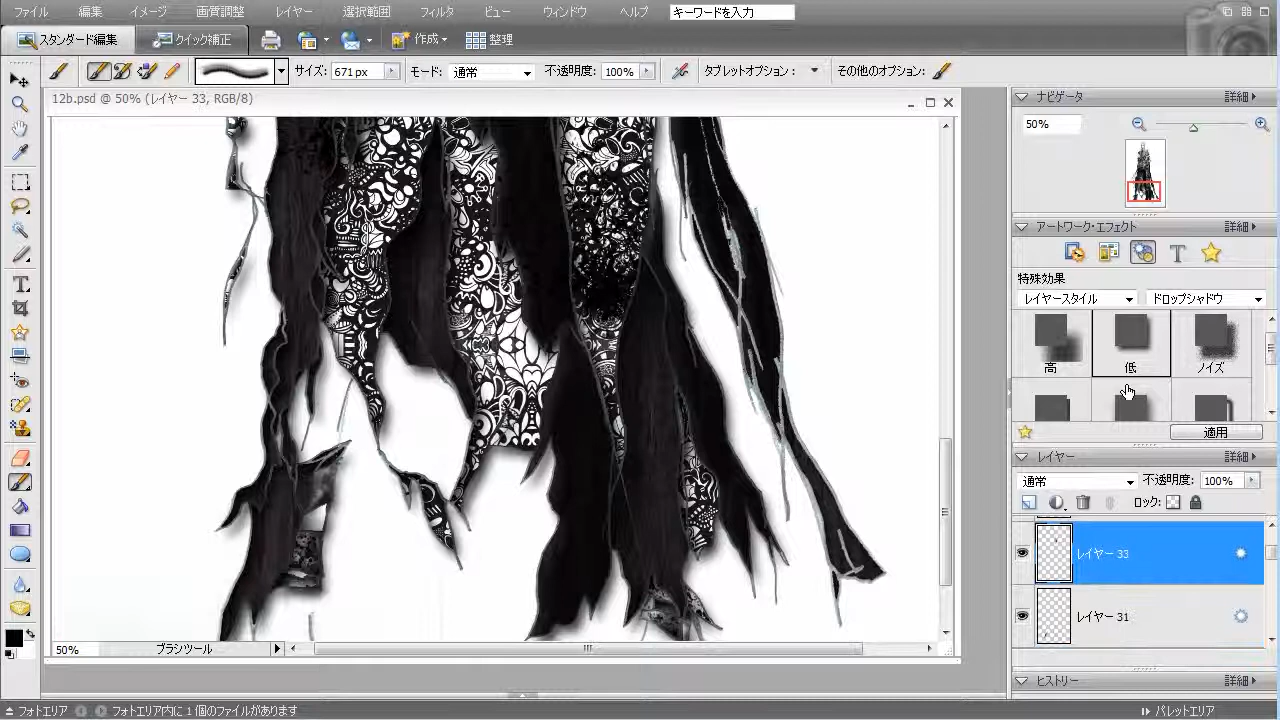 ファイル 編集 イメージ 画質調整 レイヤー 選択範囲 フィルタ ビュー ウィンドウ ヘルプ キーワードを入力
スタンダード編集 クイック補正 作成 整理
サイズ: 671 px モード: 通常 不透明度: 100% タブレットオプション: その他のオプション:
12b.psd @ 50% (レイヤー 33, RGB/8)
ナビゲータ 詳細
50%
アートワーク・エフェクト 詳細
特殊効果
レイヤースタイル ドロップシャドウ
高 低 ノイズ
適用
レイヤー 詳細
通常 不透明度: 100%
ロック:
レイヤー 33
レイヤー 31
50% ブラシツール
ヒストリー 詳細
フォトエリア フォトエリア内に 1 個のファイルがあります パレットエリア